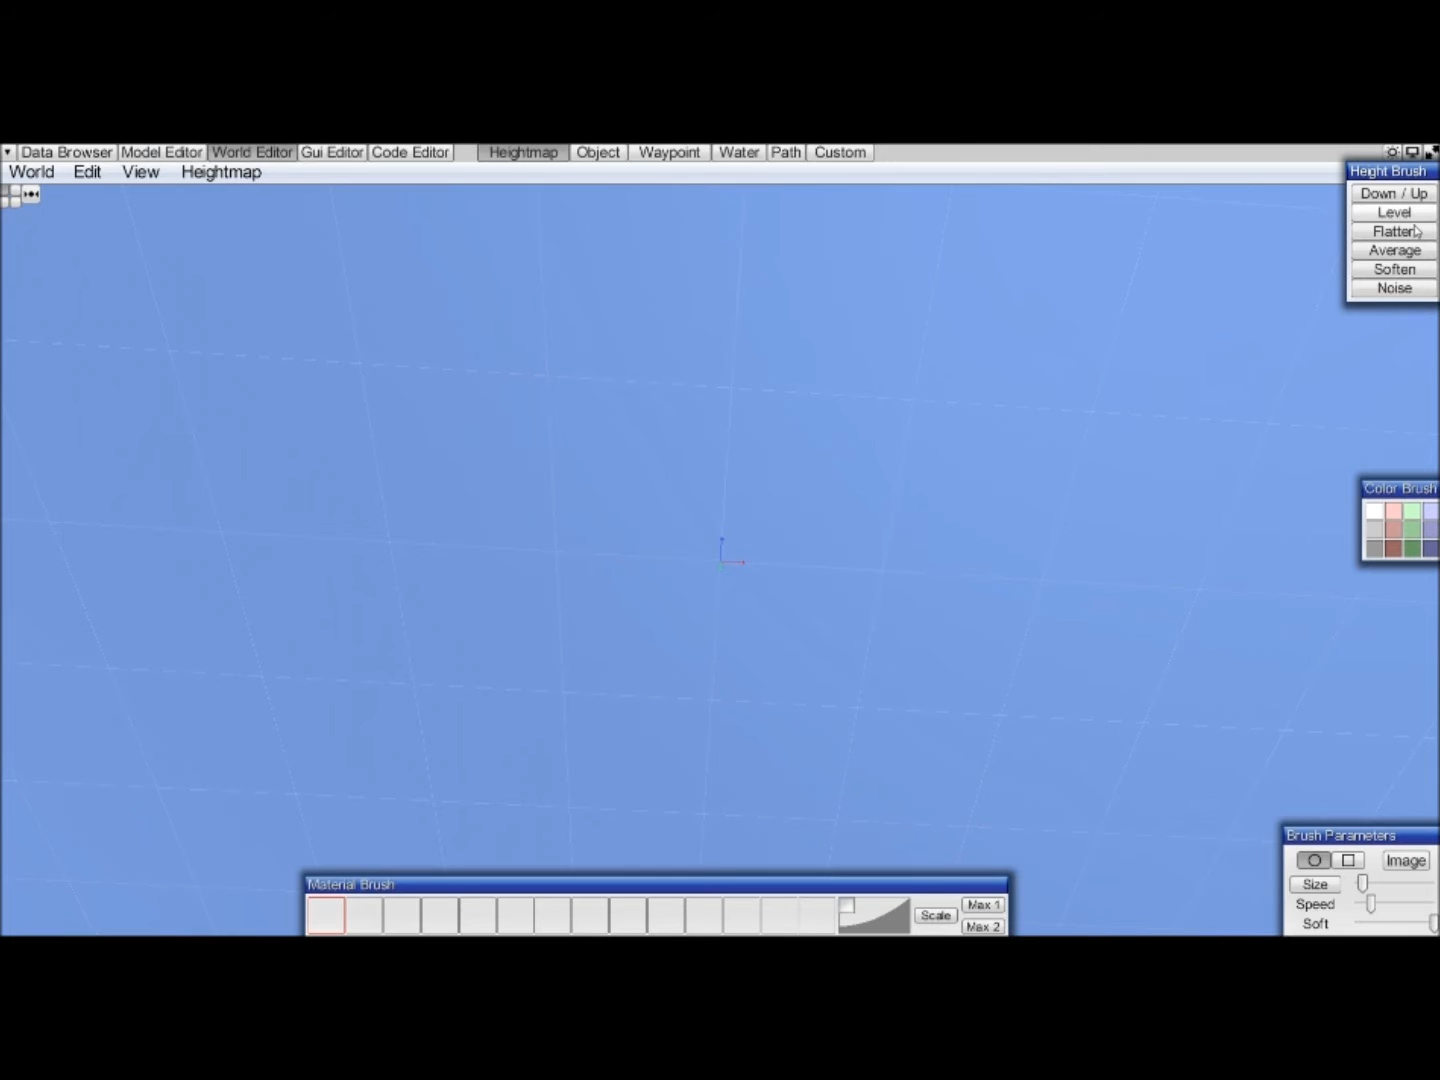 Data Browser Model Editor World Editor Gui Editor Code Editor Heightmap Object Waypoint Water Path Custom
World Edit View Heightmap
Height Brush
Down / Up
Level
Flatten
Average
Soften
Noise
Color Brush
Brush Parameters
Image
Size
Speed
Soft
Material Brush
Scale
Max 1
Max 2